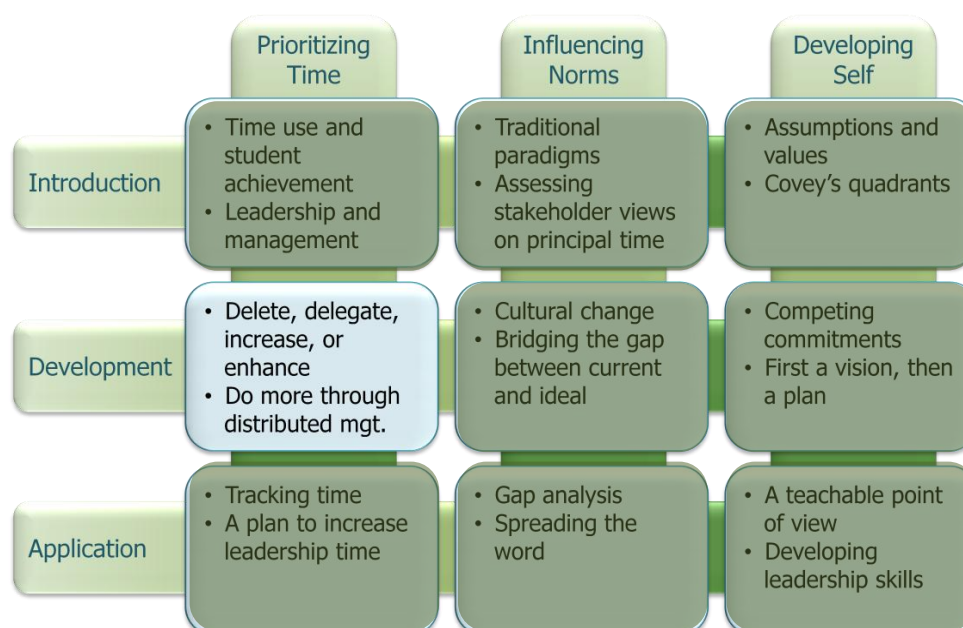 Prioritizing
Time
Influencing
Norms
Developing
Self
Introduction
• Time use and
student
achievement
• Leadership and
management
• Traditional
paradigms
• Assessing
stakeholder views
on principal time
• Assumptions and
values
• Covey’s quadrants
Development
• Delete, delegate,
increase, or
enhance
• Do more through
distributed mgt.
• Cultural change
• Bridging the gap
between current
and ideal
• Competing
commitments
• First a vision, then
a plan
Application
• Tracking time
• A plan to increase
leadership time
• Gap analysis
• Spreading the
word
• A teachable point
of view
• Developing
leadership skills